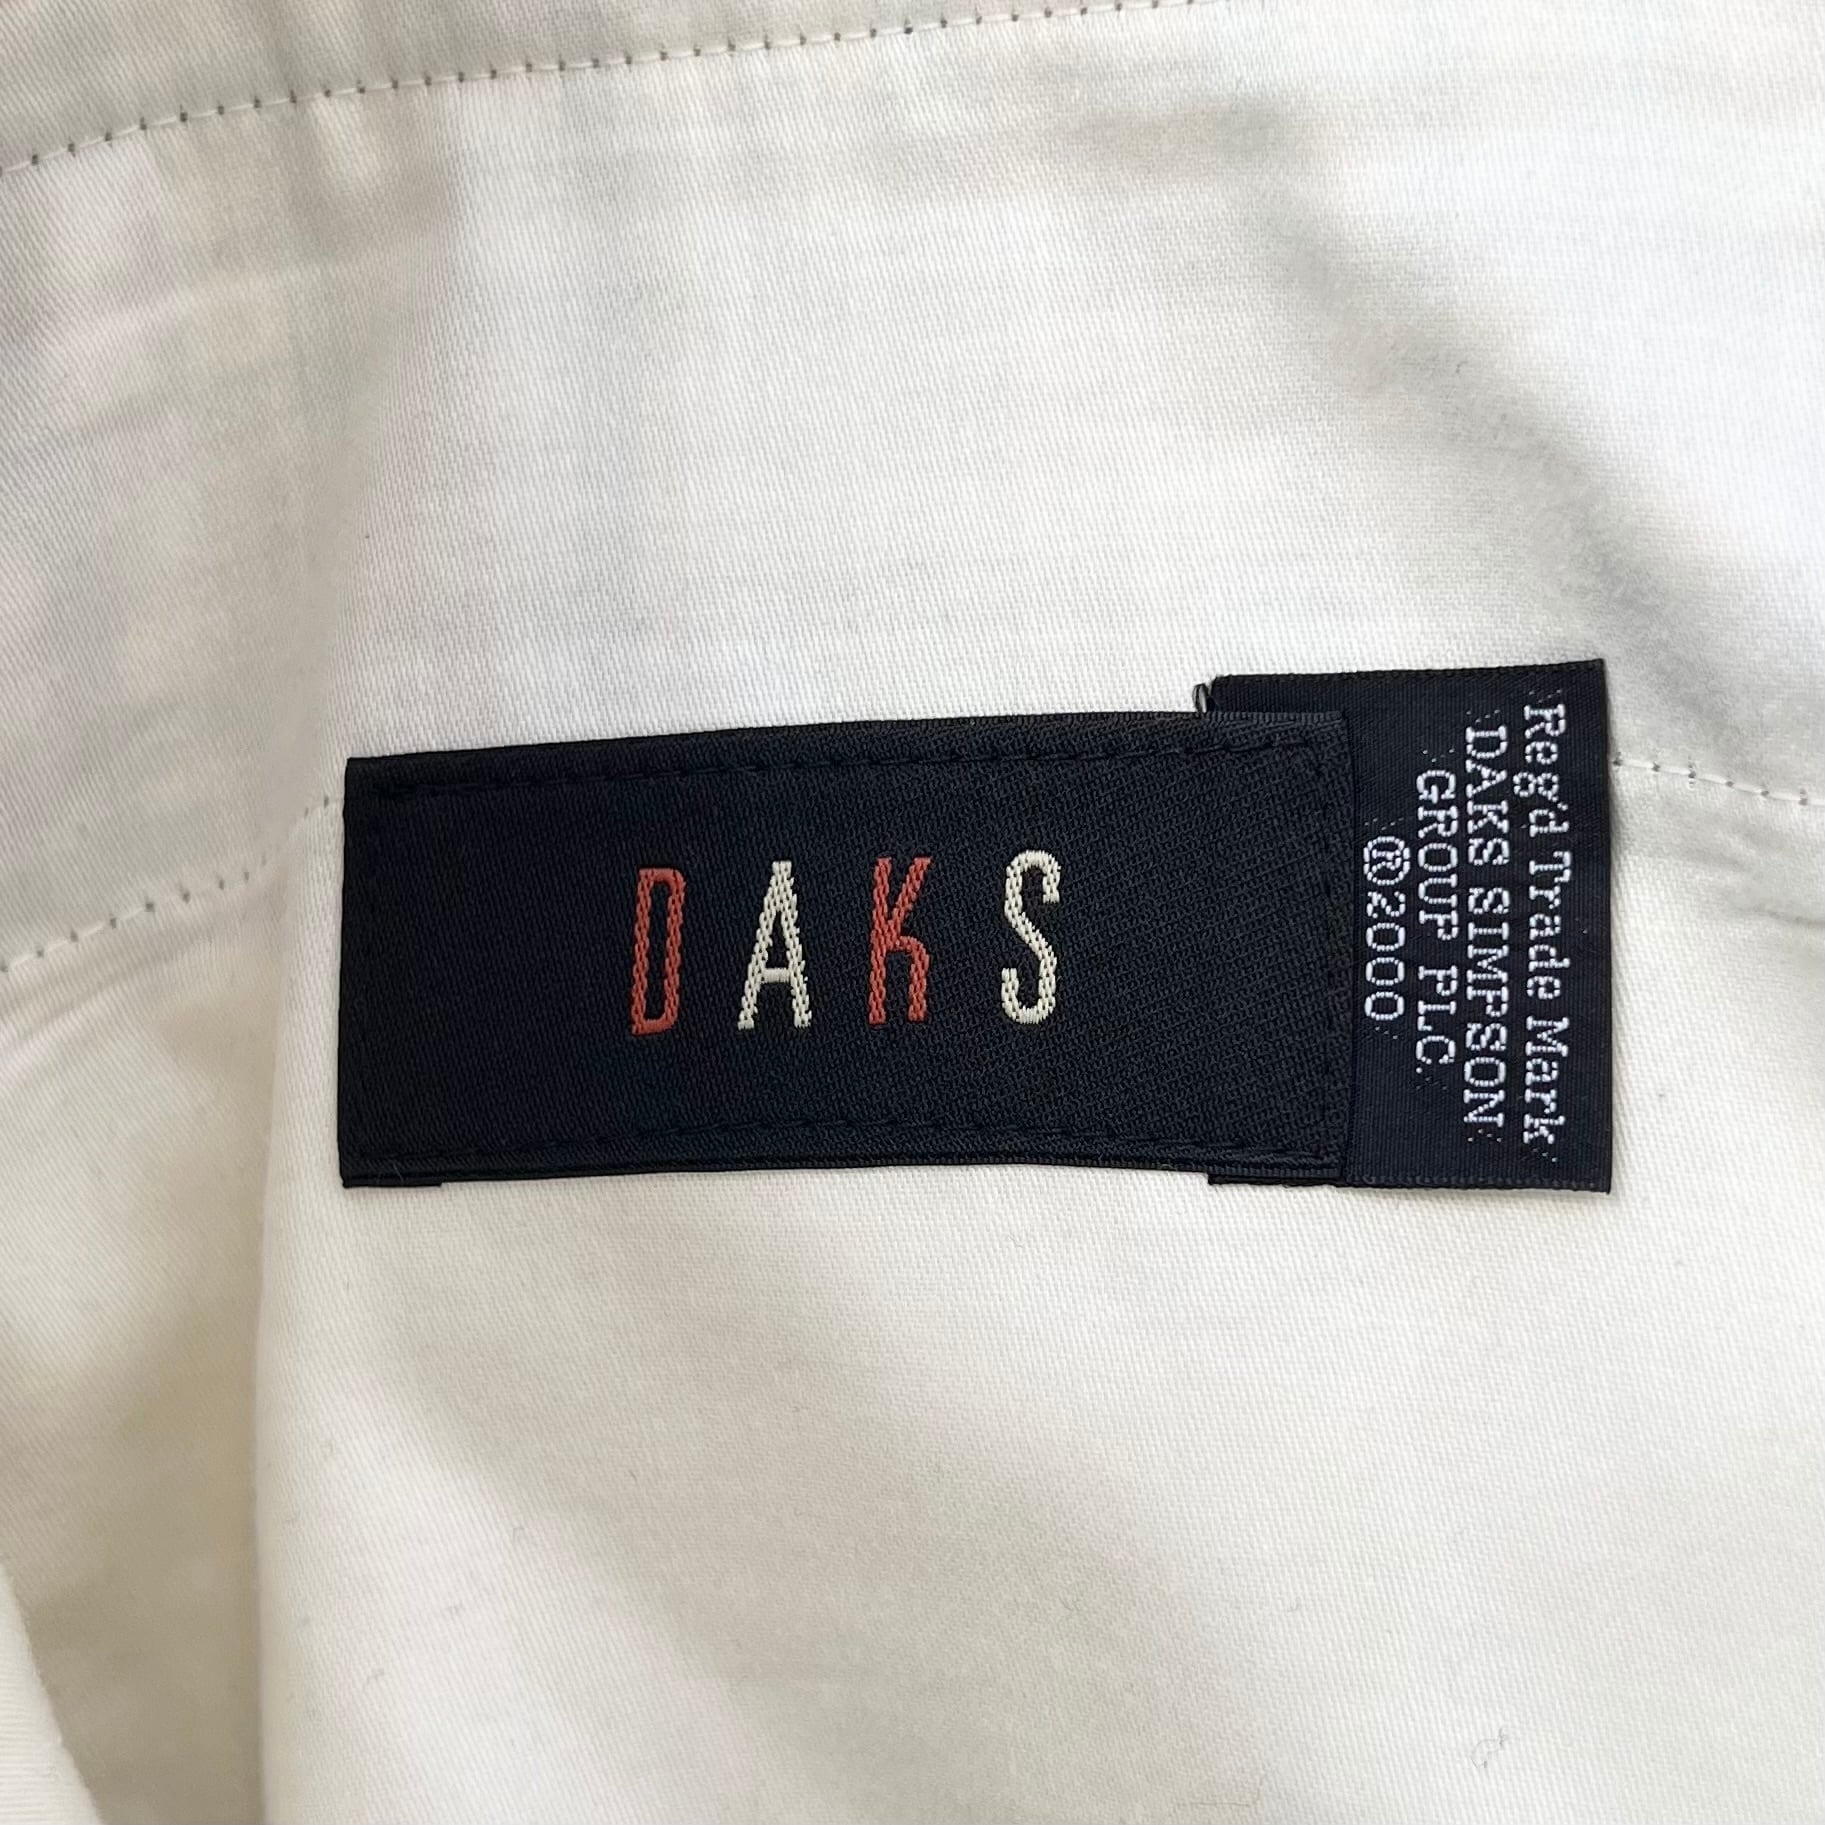 DAKS
Reg'd Trade Mark
DAKS SIMPSON
GROUP PLC.
®2000